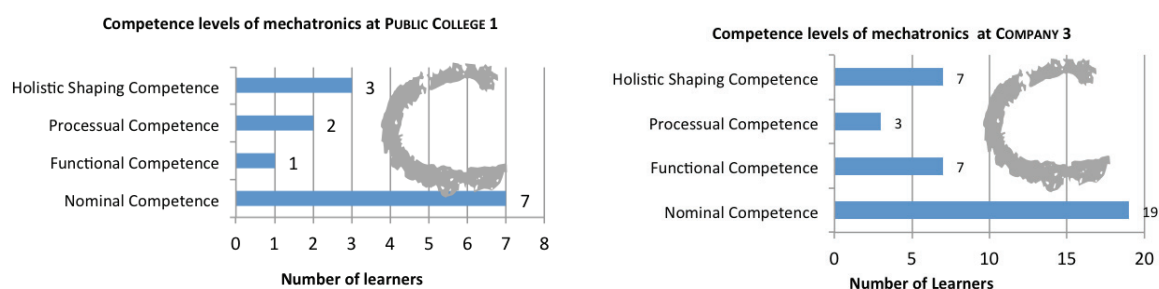 Competence levels of mechatronics at PUBLIC COLLEGE 1
Holistic Shaping Competence
3
Processual Competence
2
Functional Competence
1
Nominal Competence
7
0 1 2 3 4 5 6 7 8
Number of learners
Competence levels of mechatronics at COMPANY 3
Holistic Shaping Competence
7
Processual Competence
3
Functional Competence
7
Nominal Competence
19
0 5 10 15 20
Number of Learners